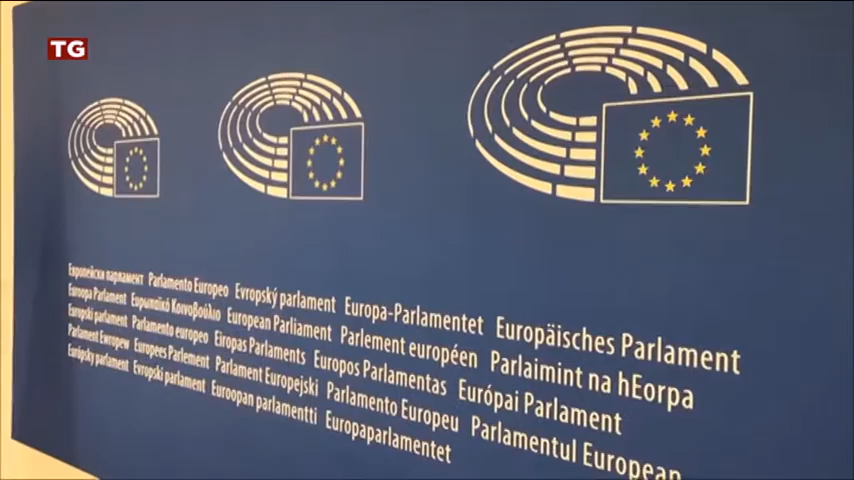 TG
Европейски парламент Parlamento Europeo Evropský parlament Europa-Parlamentet Europäisches Parlament
Euroopa Parlament Ευρωπαϊκό Κοινοβούλιο European Parliament Parlement européen Parlaimint na hEorpa
Europski parlament Parlamento europeo Eiropas Parlaments Europos Parlamentas Európai Parlament
Parlament Ewropew Europees Parlement Parlament Europejski Parlamento Europeu Parlamentul European
Európsky parlament Evropski parlament Euroopan parlamentti Europaparlamentet